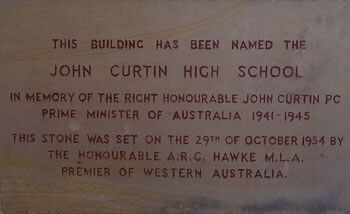 THIS BUILDING HAS BEEN NAMED THE
JOHN CURTIN HIGH SCHOOL
IN MEMORY OF THE RIGHT HONOURABLE JOHN CURTIN PC
PRIME MINISTER OF AUSTRALIA 1941-1945
THIS STONE WAS SET ON THE 29TH OF OCTOBER 1954 BY
THE HONOURABLE A.R.G. HAWKE M.L.A.
PREMIER OF WESTERN AUSTRALIA.